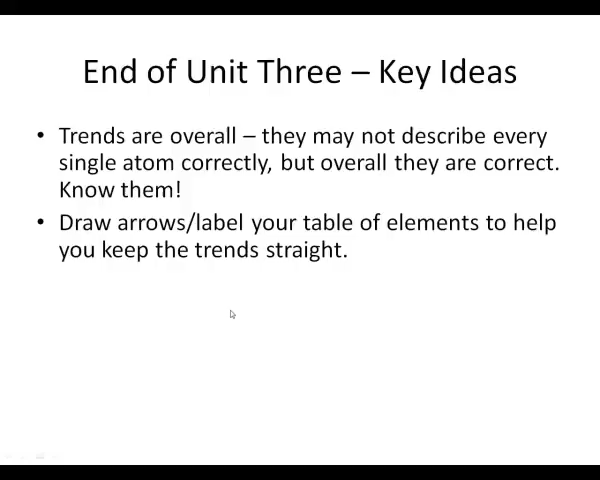 End of Unit Three – Key Ideas
• Trends are overall – they may not describe every
single atom correctly, but overall they are correct.
Know them!
• Draw arrows/label your table of elements to help
you keep the trends straight.